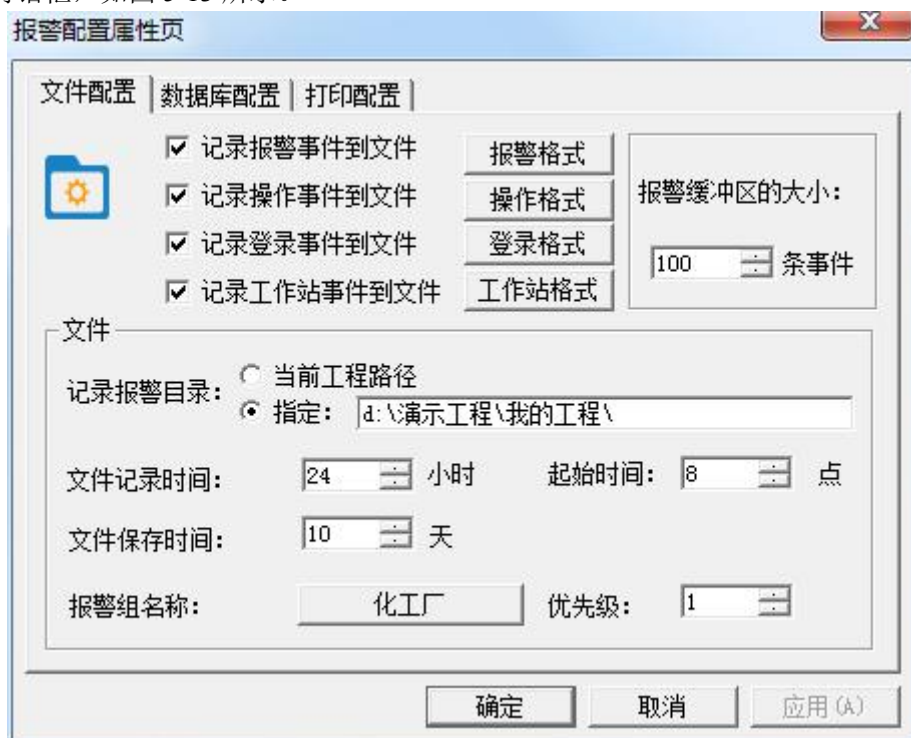 报警配置属性页
文件配置 数据库配置 打印配置
记录报警事件到文件 报警格式
记录操作事件到文件 操作格式
记录登录事件到文件 登录格式
记录工作站事件到文件 工作站格式
报警缓冲区的大小：
100 条事件
文件
记录报警目录： 当前工程路径
指定： d:\演示工程\我的工程\
文件记录时间： 24 小时 起始时间： 8 点
文件保存时间： 10 天
报警组名称： 化工厂 优先级： 1
确定 取消 应用(A)